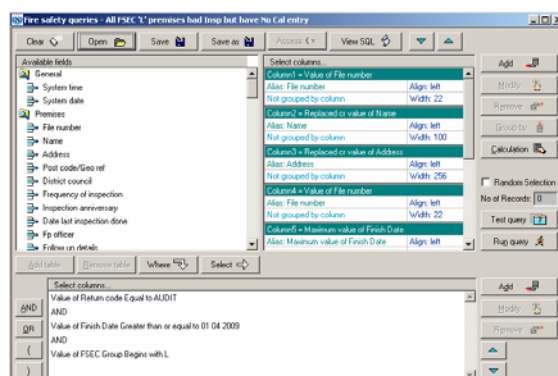 Fire safety queries - All FSEC 'L' premises had Insp but have No Cal entry
Clear
Open
Save
Save as
Access
View SQL
Available fields
General
System time
System date
Premises
File number
Name
Address
Post code/Geo ref
District council
Frequency of inspection
Inspection anniversary
Date last inspection done
Fp officer
Follow up details
Select columns...
Column1 = Value of File number
Alias: File number Align: left
Not grouped by column Width: 22
Column2 = Replaced or value of Name
Alias: Name Align: left
Not grouped by column Width: 100
Column3 = Replaced or value of Address
Alias: Address Align: left
Not grouped by column Width: 256
Column4 = Value of File number
Alias: File number Align: left
Not grouped by column Width: 22
Column5 = Maximum value of Finish Date
Alias: Maximum value of Finish Date Align: left
Add
Modify
Remove
Group by
Calculation
Random Selection
No of Records: 0
Test query
Run query
Add table
Remove table
Where
Select
AND
OR
(
)
Select columns...
Value of Return code Equal to AUDIT
AND
Value of Finish Date Greater than or equal to 01 04 2009
AND
Value of FSEC Group Begins with L
Add
Modify
Remove